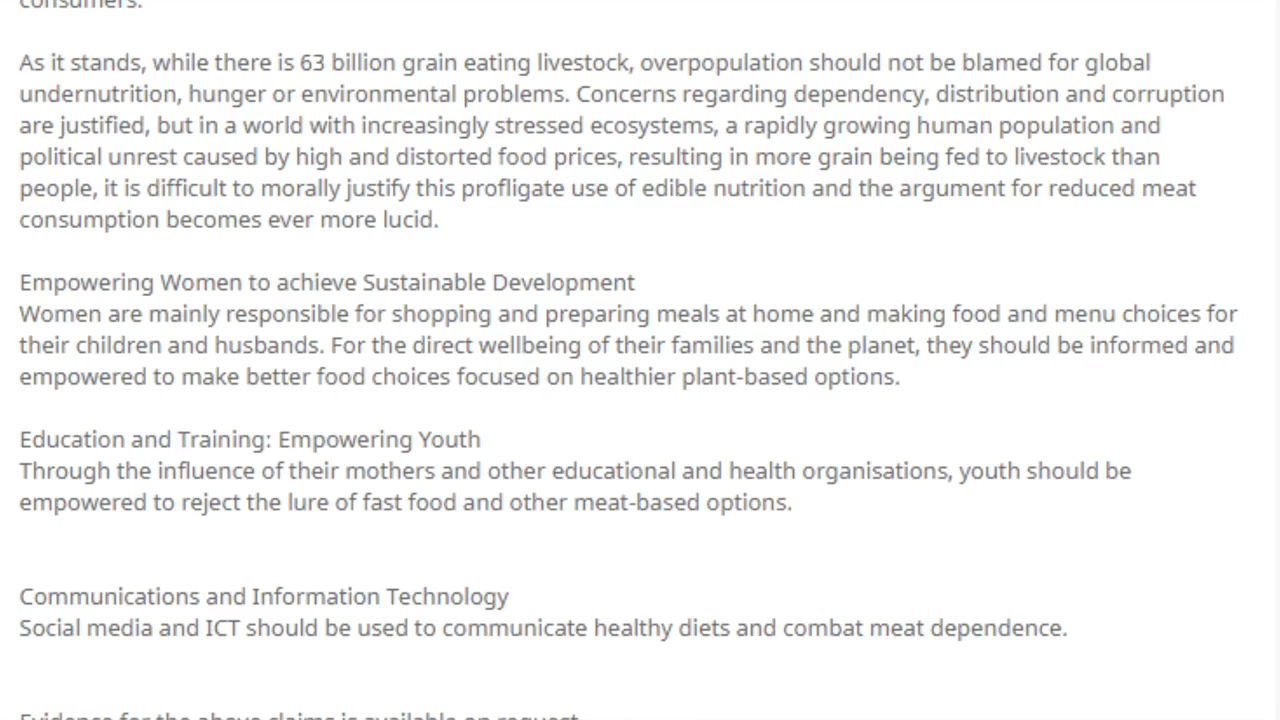 consumers.
As it stands, while there is 63 billion grain eating livestock, overpopulation should not be blamed for global
undernutrition, hunger or environmental problems. Concerns regarding dependency, distribution and corruption
are justified, but in a world with increasingly stressed ecosystems, a rapidly growing human population and
political unrest caused by high and distorted food prices, resulting in more grain being fed to livestock than
people, it is difficult to morally justify this profligate use of edible nutrition and the argument for reduced meat
consumption becomes ever more lucid.
Empowering Women to achieve Sustainable Development
Women are mainly responsible for shopping and preparing meals at home and making food and menu choices for
their children and husbands. For the direct wellbeing of their families and the planet, they should be informed and
empowered to make better food choices focused on healthier plant-based options.
Education and Training: Empowering Youth
Through the influence of their mothers and other educational and health organisations, youth should be
empowered to reject the lure of fast food and other meat-based options.
Communications and Information Technology
Social media and ICT should be used to communicate healthy diets and combat meat dependence.
Evidence for the above claims is available on request